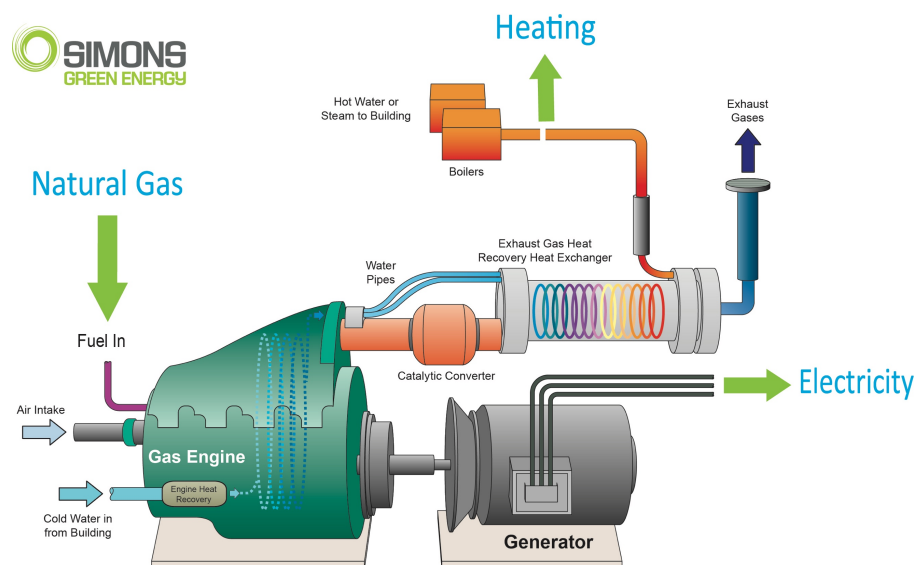 SIMONS
GREEN ENERGY
Heating
Hot Water or
Steam to Building
Boilers
Exhaust
Gases
Natural Gas
Exhaust Gas Heat
Recovery Heat Exchanger
Water
Pipes
Fuel In
Catalytic Converter
Electricity
Air Intake
Gas Engine
Engine Heat
Recovery
Cold Water in
from Building
Generator